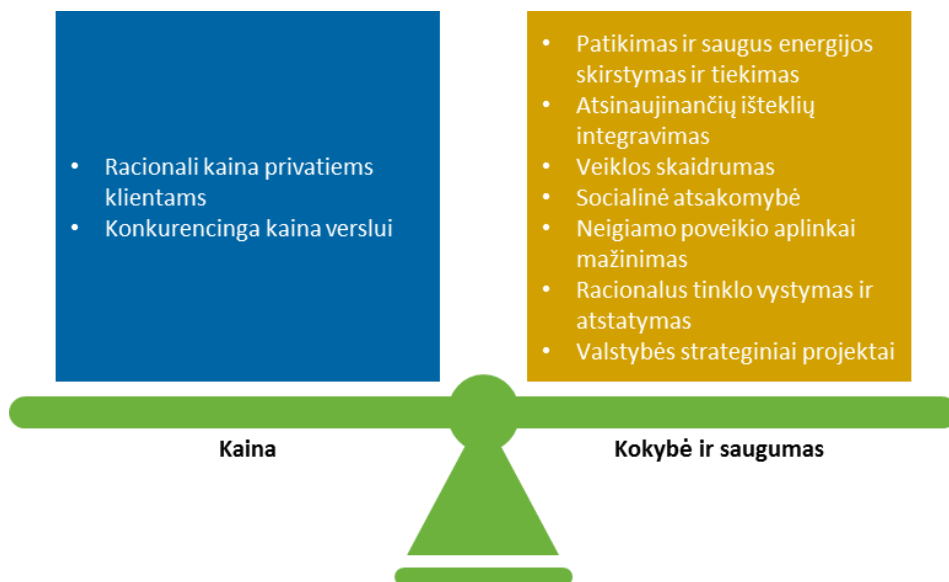 • Racionali kaina privatiems
klientams
• Konkurencinga kaina verslui
• Patikimas ir saugus energijos
skirstymas ir tiekimas
• Atsinaujinančių išteklių
integravimas
• Veiklos skaidrumas
• Socialinė atsakomybė
• Neigiamo poveikio aplinkai
mažinimas
• Racionalus tinklo vystymas ir
atstatymas
• Valstybės strateginiai projektai
Kaina
Kokybė ir saugumas